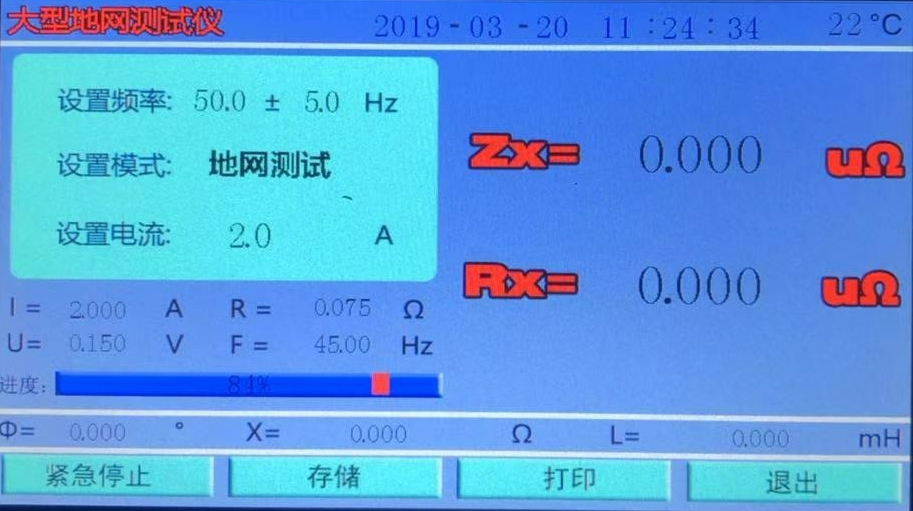 大型地网测试仪 2019-03-20 11:24:34 22℃
设置频率: 50.0 ± 5.0 Hz
设置模式: 地网测试
设置电流: 2.0 A
Zx= 0.000 uΩ
Rx= 0.000 uΩ
I = 2.000 A R = 0.075 Ω
U= 0.150 V F = 45.00 Hz
进度: 84%
Φ= 0.000 ° X= 0.000 Ω L= 0.000 mH
紧急停止 存储 打印 退出